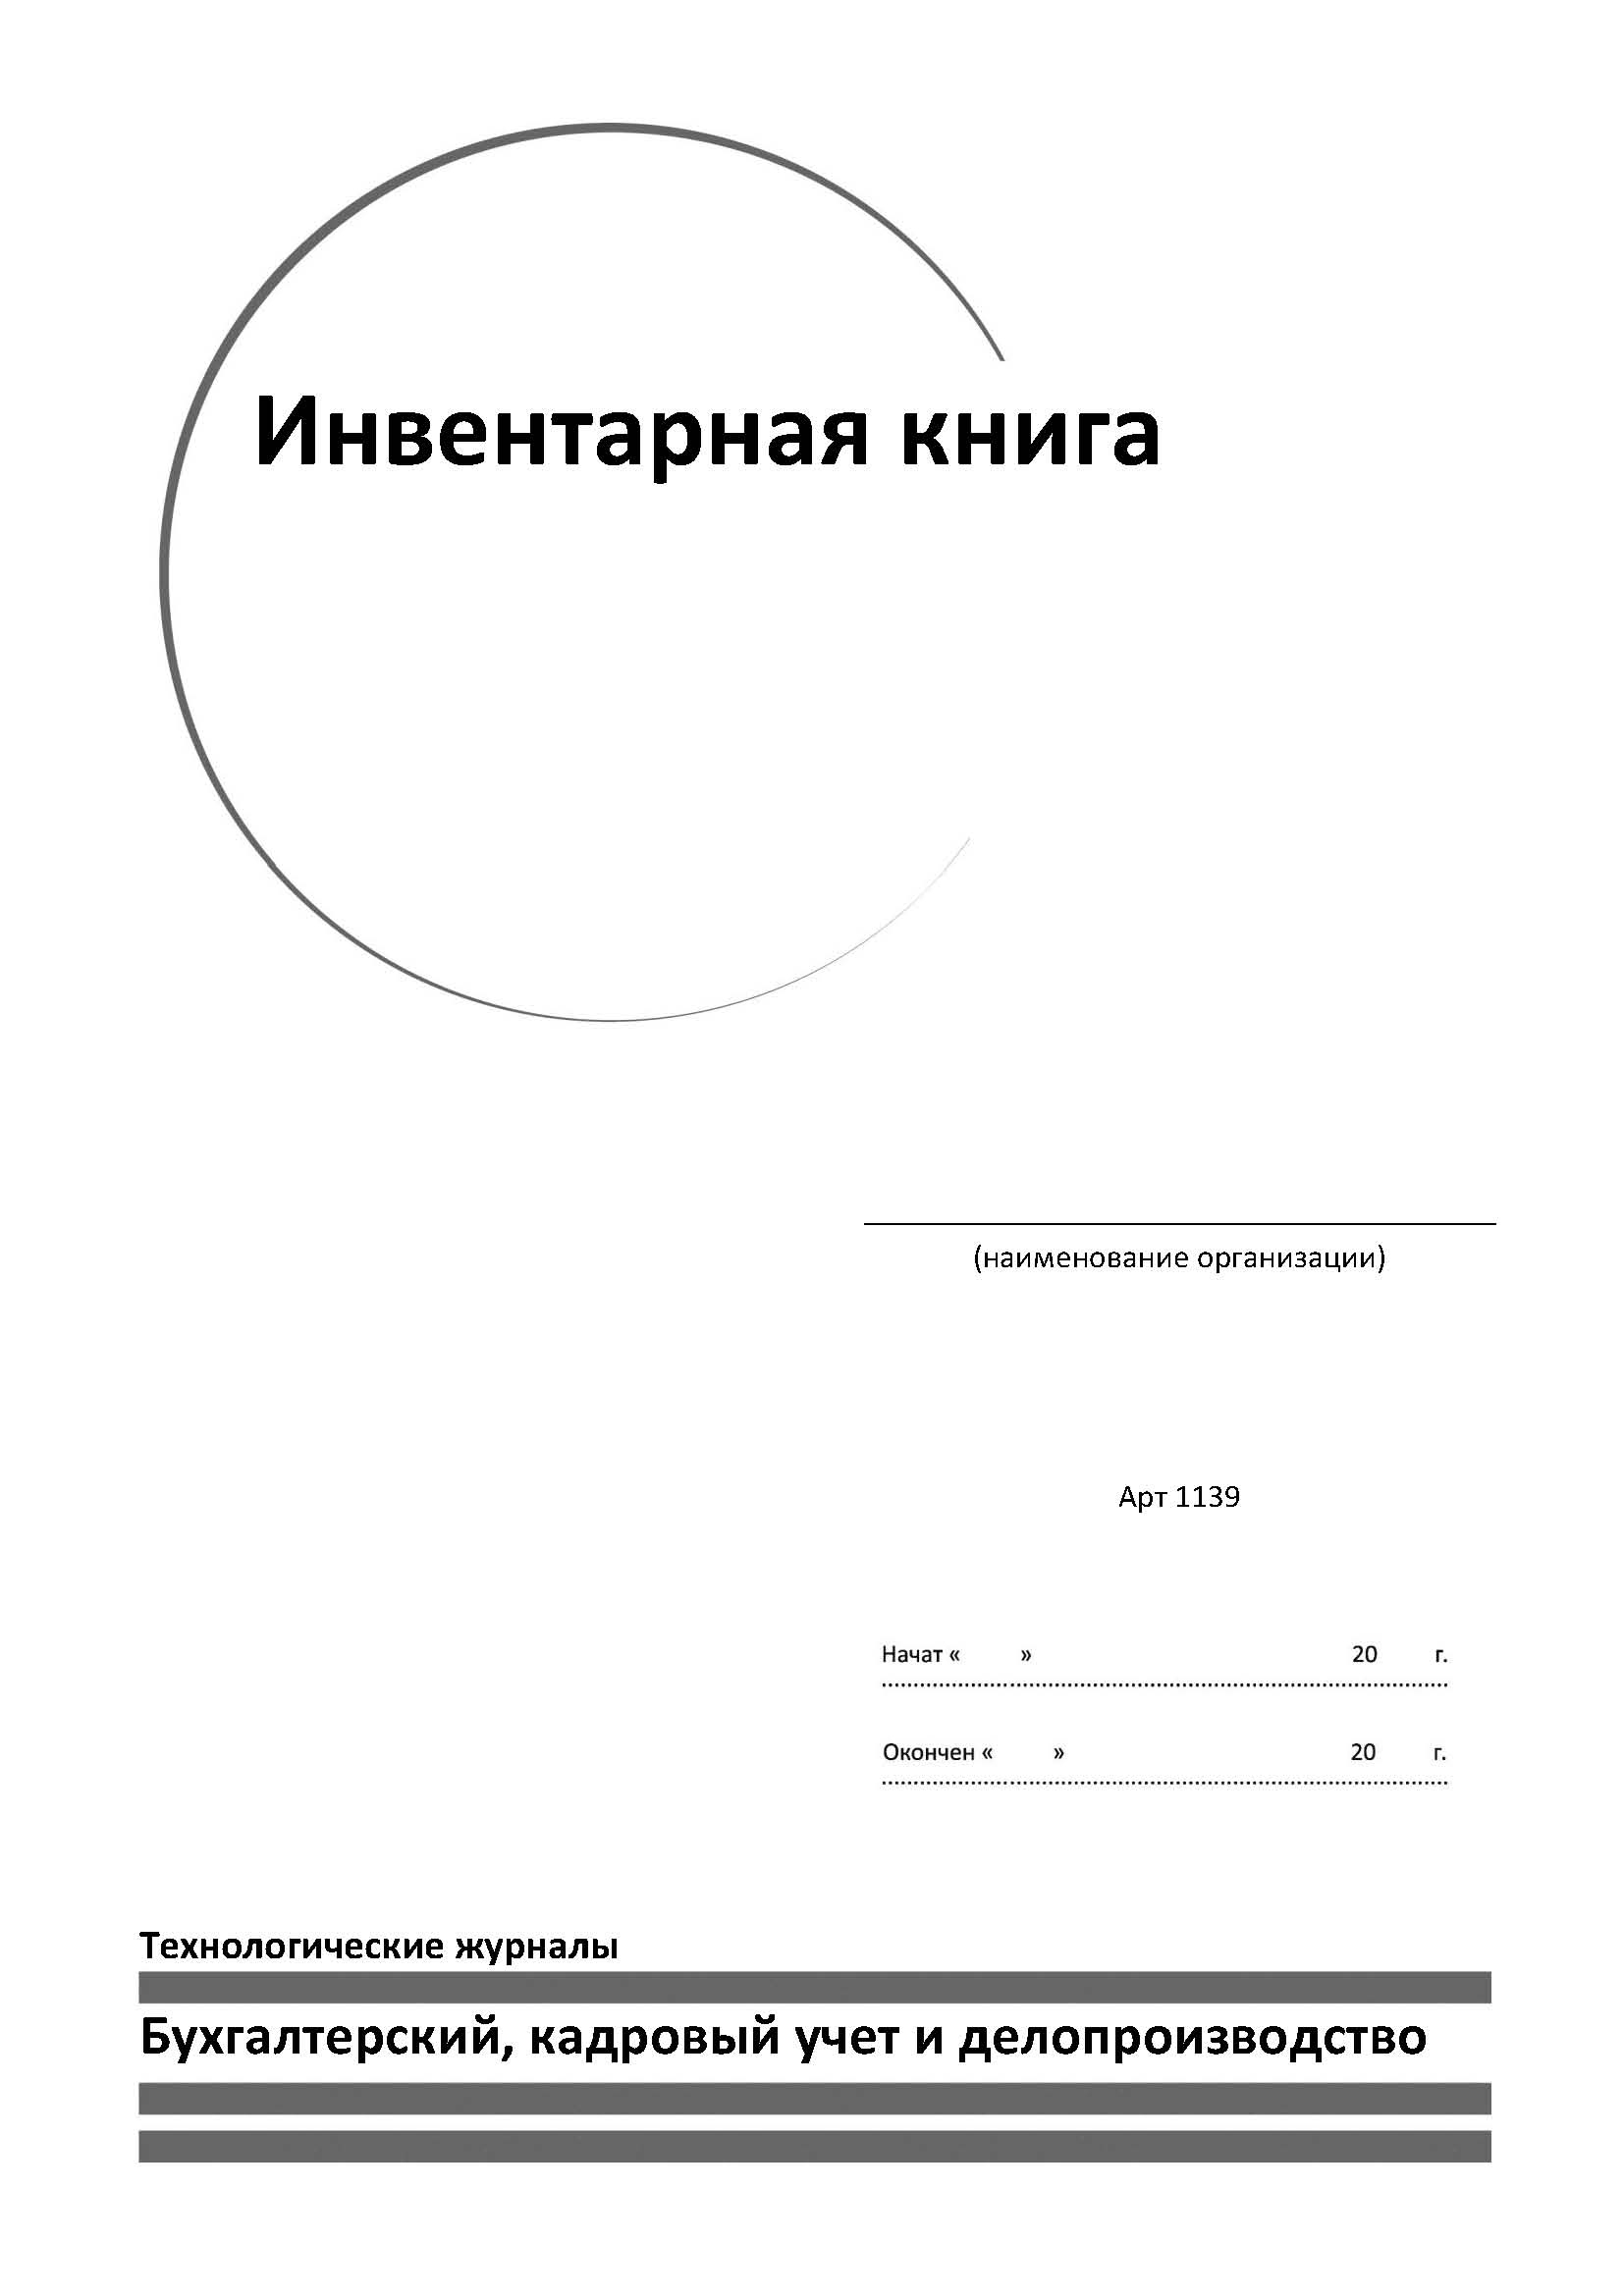 Инвентарная книга
(наименование организации)
Арт 1139
Начат « » 20 г.
Окончен « » 20 г.
Технологические журналы
Бухгалтерский, кадровый учет и делопроизводство